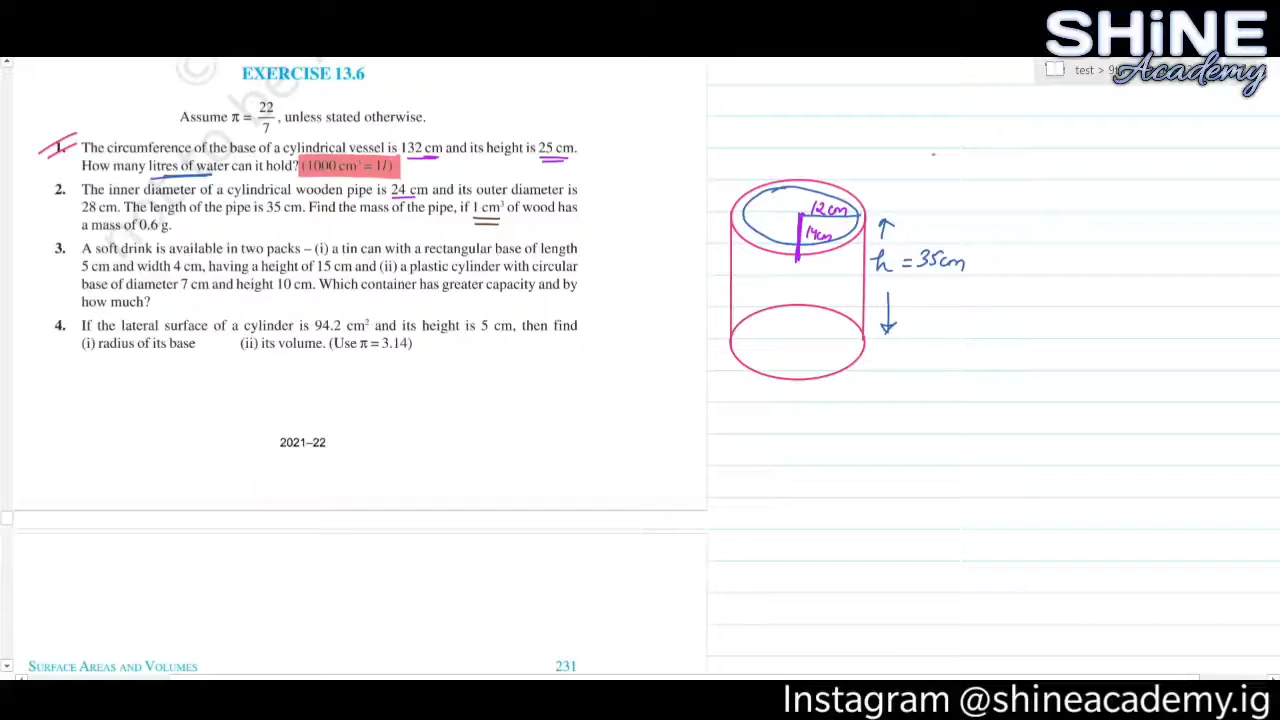 SHiNE
Academy
test > 9t
EXERCISE 13.6
Assume π = 22/7, unless stated otherwise.
1. The circumference of the base of a cylindrical vessel is 132 cm and its height is 25 cm.
How many litres of water can it hold? (1000 cm³ = 1l)
2. The inner diameter of a cylindrical wooden pipe is 24 cm and its outer diameter is
28 cm. The length of the pipe is 35 cm. Find the mass of the pipe, if 1 cm³ of wood has
a mass of 0.6 g.
3. A soft drink is available in two packs – (i) a tin can with a rectangular base of length
5 cm and width 4 cm, having a height of 15 cm and (ii) a plastic cylinder with circular
base of diameter 7 cm and height 10 cm. Which container has greater capacity and by
how much?
4. If the lateral surface of a cylinder is 94.2 cm² and its height is 5 cm, then find
(i) radius of its base (ii) its volume. (Use π = 3.14)
12cm
14cm
h = 35cm
2021–22
SURFACE AREAS AND VOLUMES 231
Instagram @shineacademy.ig